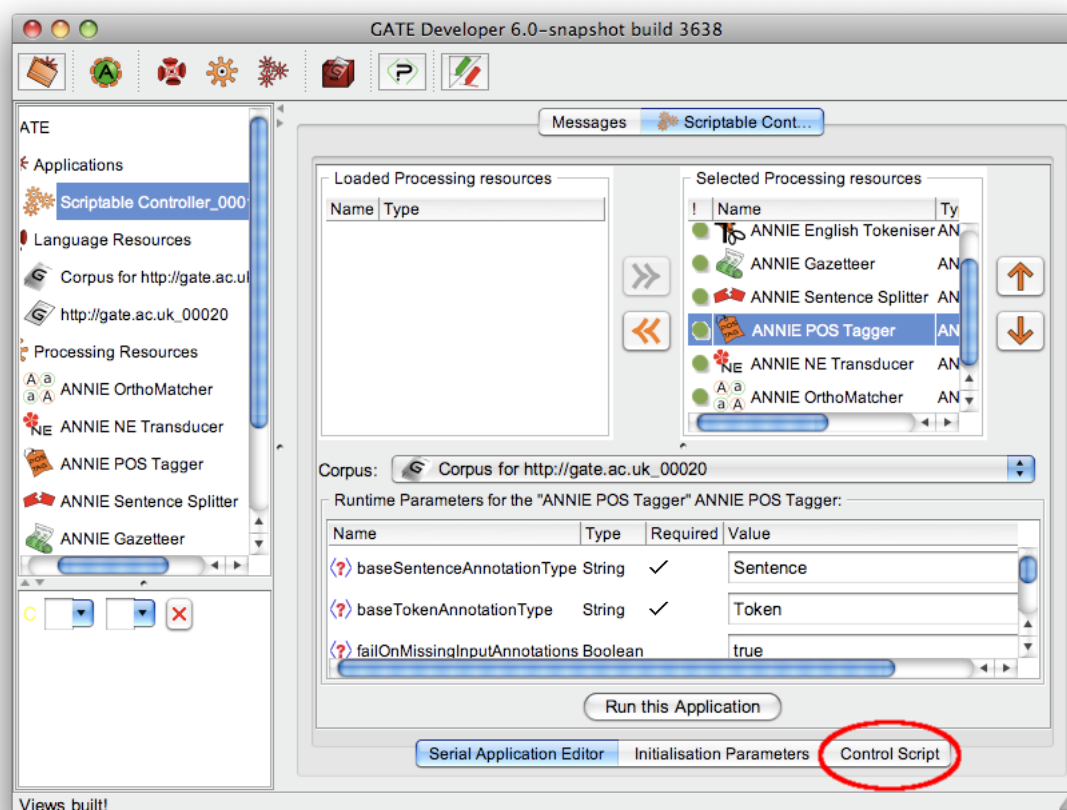 GATE Developer 6.0-snapshot build 3638
ATE
Applications
Scriptable Controller_000
Language Resources
Corpus for http://gate.ac.uk
http://gate.ac.uk_00020
Processing Resources
ANNIE OrthoMatcher
ANNIE NE Transducer
ANNIE POS Tagger
ANNIE Sentence Splitter
ANNIE Gazetteer
C
Messages
Scriptable Cont...
Loaded Processing resources
Name Type
Selected Processing resources
! Name Ty
ANNIE English Tokeniser AN
ANNIE Gazetteer AN
ANNIE Sentence Splitter AN
ANNIE POS Tagger AN
ANNIE NE Transducer AN
ANNIE OrthoMatcher AN
Corpus: Corpus for http://gate.ac.uk_00020
Runtime Parameters for the "ANNIE POS Tagger" ANNIE POS Tagger:
Name Type Required Value
<?> baseSentenceAnnotationType String ✓ Sentence
<?> baseTokenAnnotationType String ✓ Token
<?> failOnMissingInputAnnotations Boolean true
Run this Application
Serial Application Editor Initialisation Parameters Control Script
Views built!